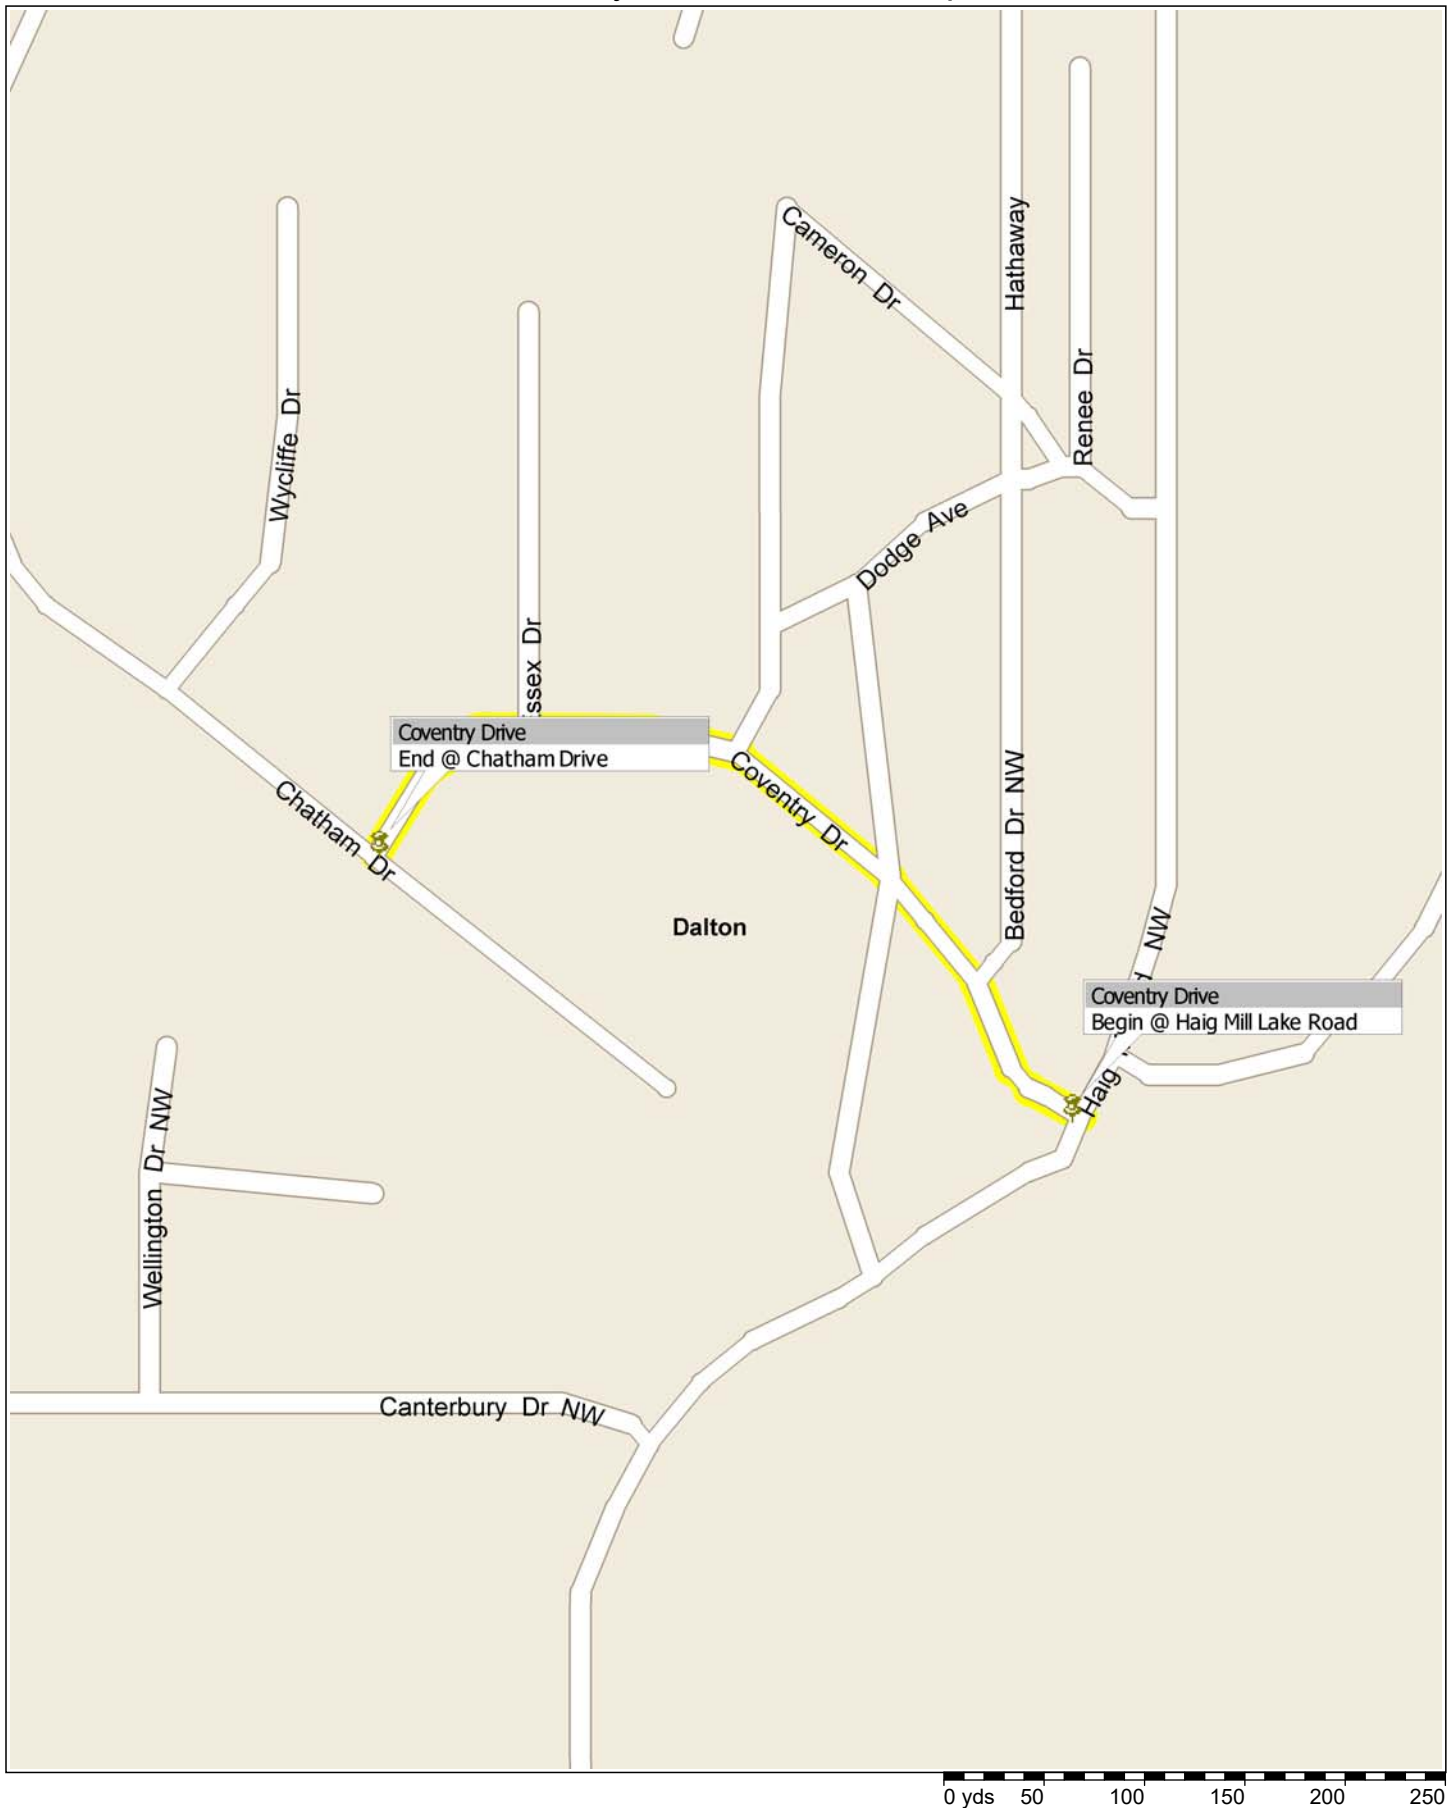 Hathaway
Cameron Dr
Renee Dr
Wycliffe Dr
Dodge Ave
Dr
Coventry Drive
End @ Chatham Drive
Coventry Dr
Bedford Dr NW
Chatham Dr
Dalton
NW
Coventry Drive
Begin @ Haig Mill Lake Road
Haig
Wellington Dr NW
Canterbury Dr NW
0 yds 50 100 150 200 250